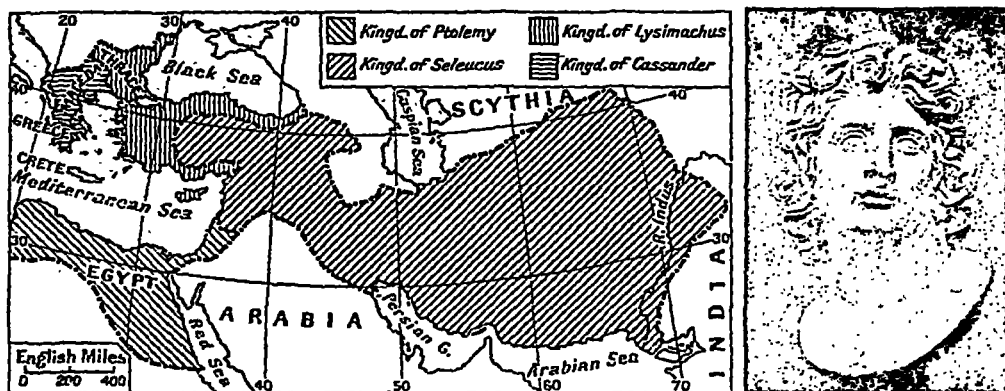 20 30 40
Kingd. of Ptolemy Kingd. of Lysimachus
Kingd. of Seleucus Kingd. of Cassander
Black Sea
Caspian Sea
SCYTHIA
40 40
CRETE
Mediterranean Sea
R. Indus
30 30
EGYPT
ARABIA
Persian G.
INDIA
Red Sea
Arabian Sea
English Miles
0 200 400
50 60 70